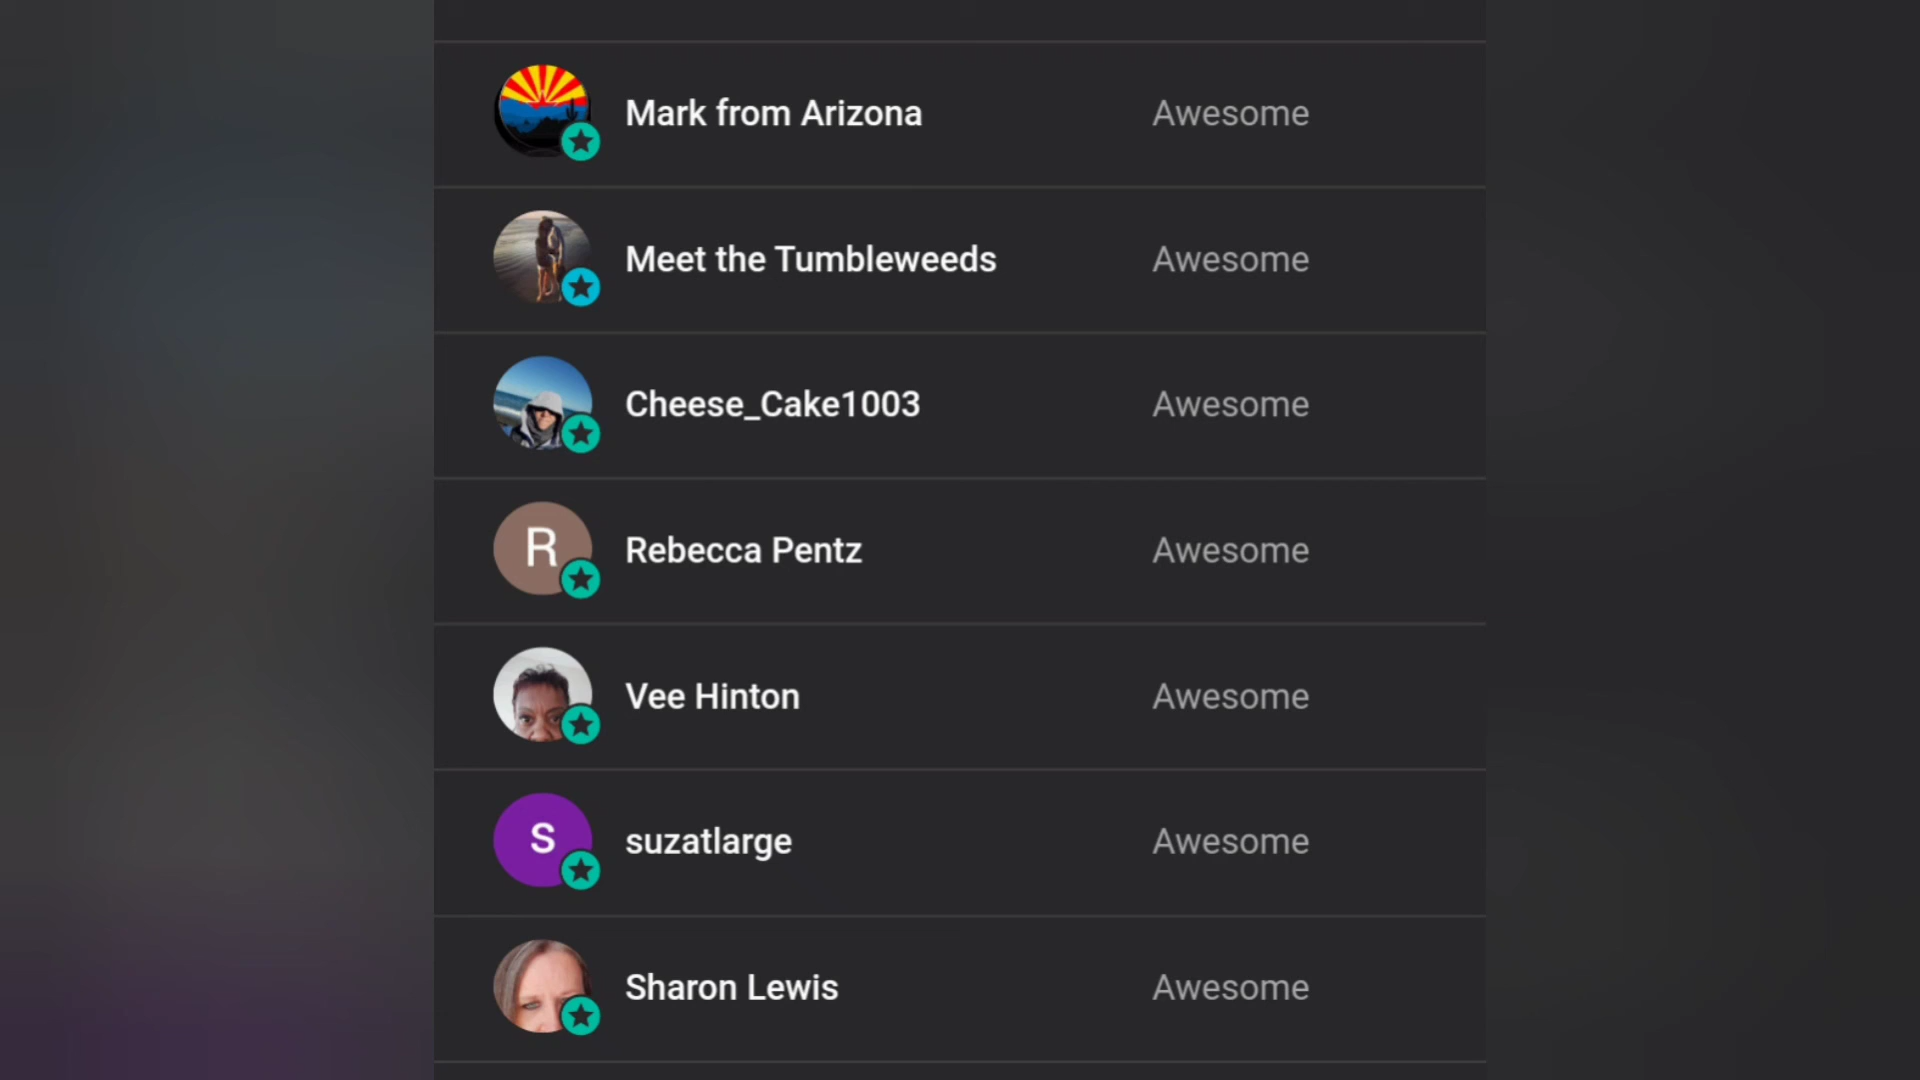 Mark from Arizona Awesome
Meet the Tumbleweeds Awesome
Cheese_Cake1003 Awesome
R Rebecca Pentz Awesome
Vee Hinton Awesome
S suzatlarge Awesome
Sharon Lewis Awesome